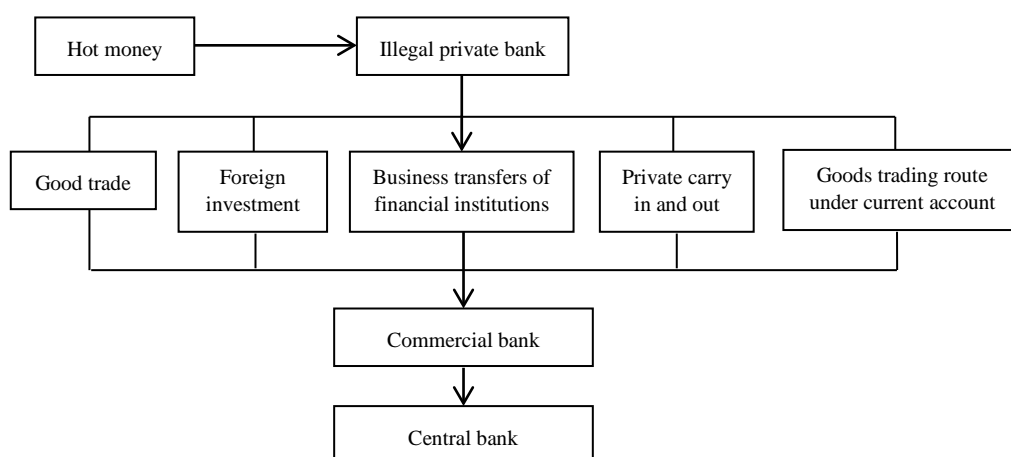 Hot money
Illegal private bank
Good trade
Foreign
investment
Business transfers of
financial institutions
Private carry
in and out
Goods trading route
under current account
Commercial bank
Central bank